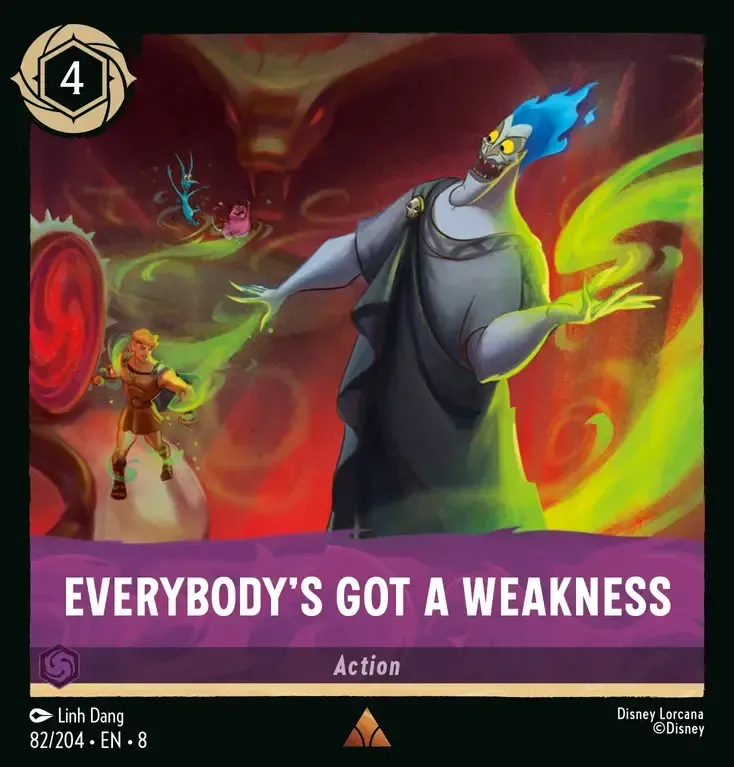 4
EVERYBODY'S GOT A WEAKNESS
Action
Linh Dang
Disney Lorcana
82/204 • EN • 8
©Disney